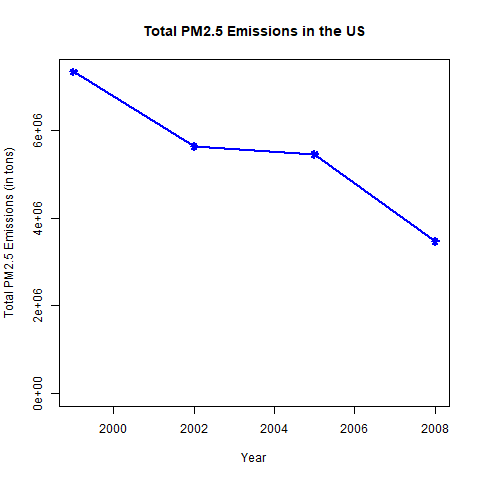 Total PM2.5 Emissions in the US
Total PM2.5 Emissions (in tons)
6e+06
4e+06
2e+06
0e+00
2000 2002 2004 2006 2008
Year